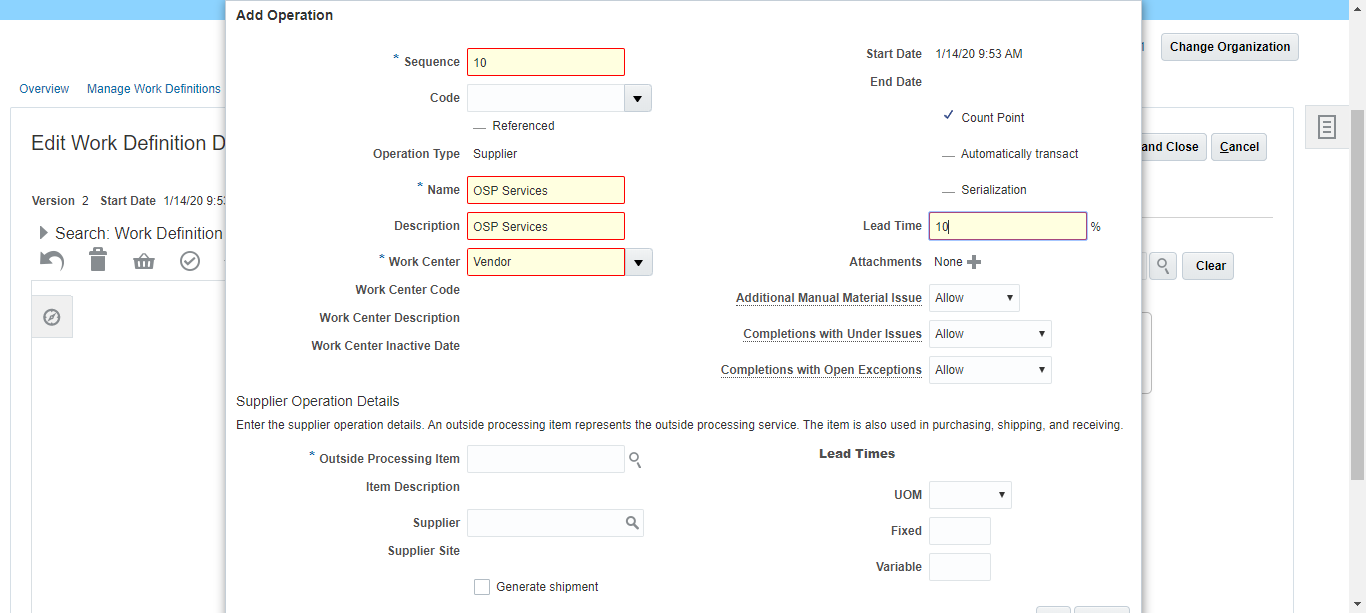 Add Operation
* Sequence 10
Code
Referenced
Operation Type Supplier
* Name OSP Services
Description OSP Services
* Work Center Vendor
Work Center Code
Work Center Description
Work Center Inactive Date
Start Date 1/14/20 9:53 AM
End Date
Count Point
Automatically transact
Serialization
Lead Time 10 %
Attachments None
Additional Manual Material Issue Allow
Completions with Under Issues Allow
Completions with Open Exceptions Allow
Supplier Operation Details
Enter the supplier operation details. An outside processing item represents the outside processing service. The item is also used in purchasing, shipping, and receiving.
* Outside Processing Item
Item Description
Supplier
Supplier Site
Generate shipment
Lead Times
UOM
Fixed
Variable
Change Organization
Overview Manage Work Definitions
Edit Work Definition D
and Close Cancel
Version 2 Start Date 1/14/20 9:5
Search: Work Definition
Clear